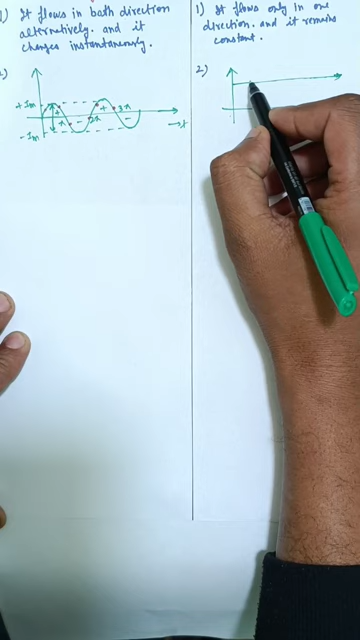 1) It flows in both direction
alternatively. and it
changes instantaneously.
2)
+Im
-Im
+ π - 2π + 3π -
→t
1) It flows only in one
direction. and it remains
constant.
2)